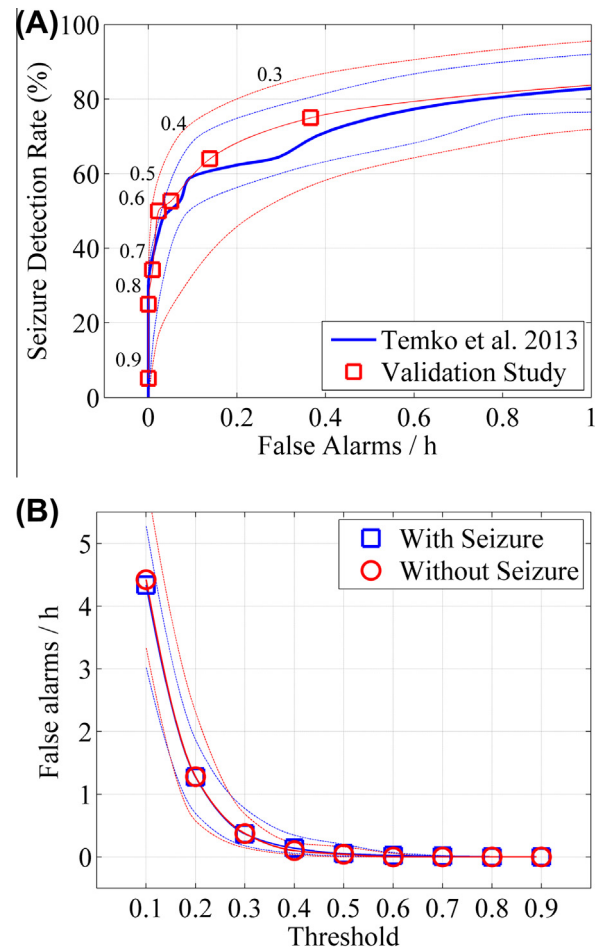 (A)
Seizure Detection Rate (%)
100
80
60
40
20
0
0.3
0.4
0.5
0.6
0.7
0.8
0.9
Temko et al. 2013
Validation Study
0 0.2 0.4 0.6 0.8 1
False Alarms / h
(B)
False alarms / h
5
4
3
2
1
0
With Seizure
Without Seizure
0.1 0.2 0.3 0.4 0.5 0.6 0.7 0.8 0.9
Threshold